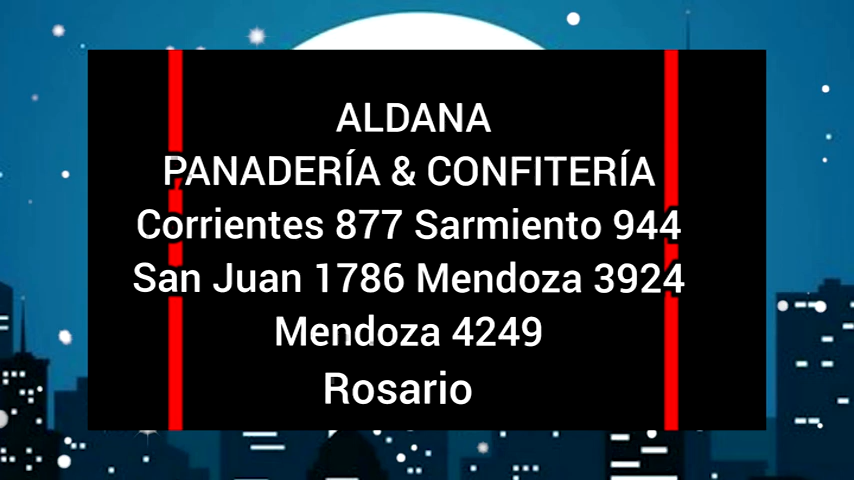 ALDANA
PANADERÍA & CONFITERÍA
Corrientes 877 Sarmiento 944
San Juan 1786 Mendoza 3924
Mendoza 4249
Rosario